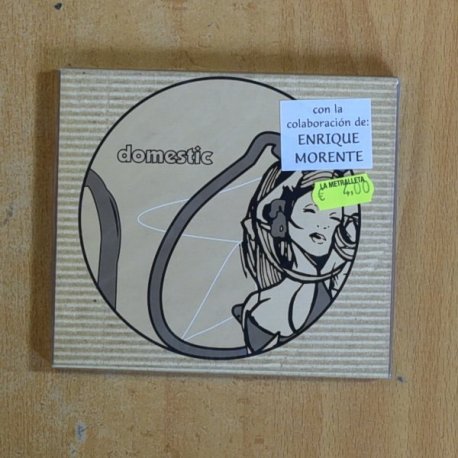 domestic
con la
colaboración de:
ENRIQUE
MORENTE
LA METRALLETA
€ 4,00